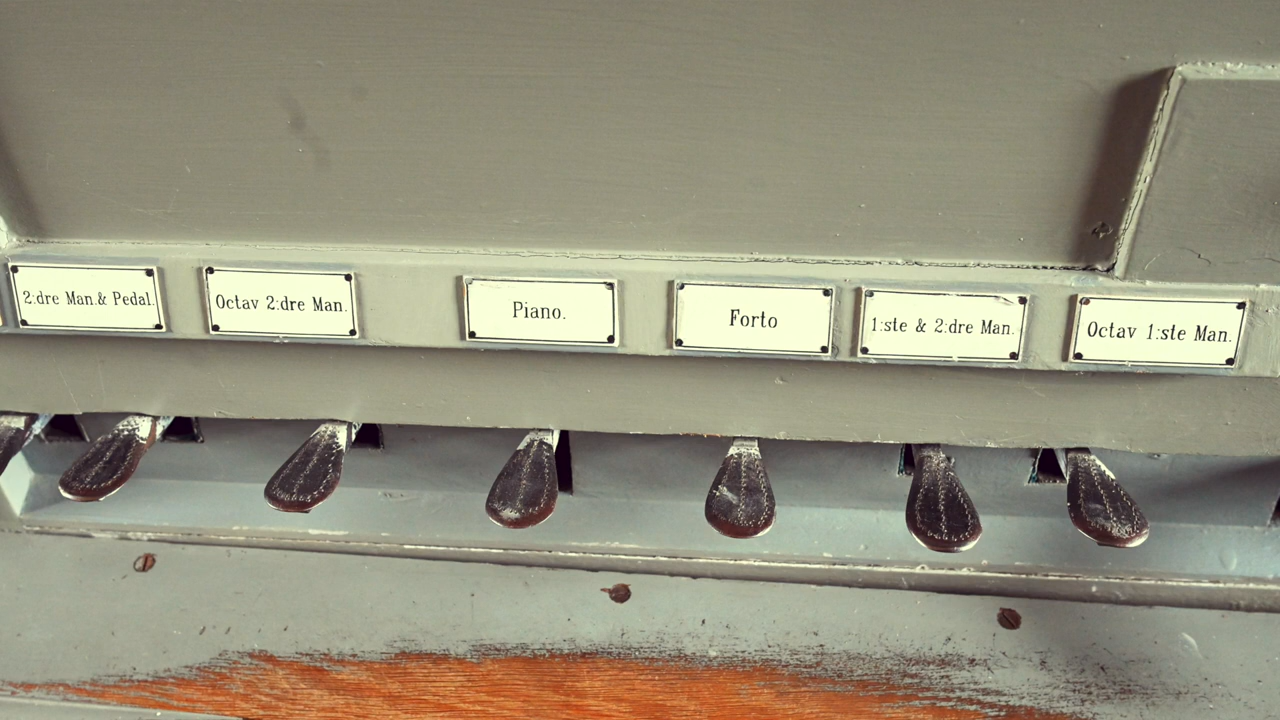 2:dre Man.& Pedal.
Octav 2:dre Man.
Piano.
Forto
1:ste & 2:dre Man.
Octav 1:ste Man.